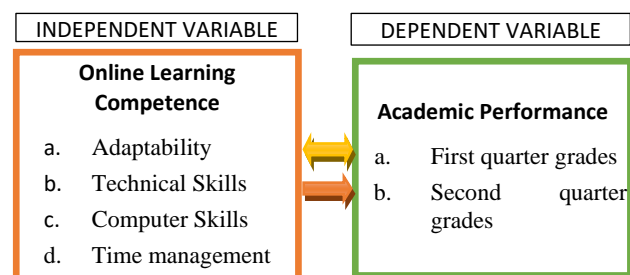 INDEPENDENT VARIABLE
Online Learning
Competence
a. Adaptability
b. Technical Skills
c. Computer Skills
d. Time management
DEPENDENT VARIABLE
Academic Performance
a. First quarter grades
b. Second quarter
grades